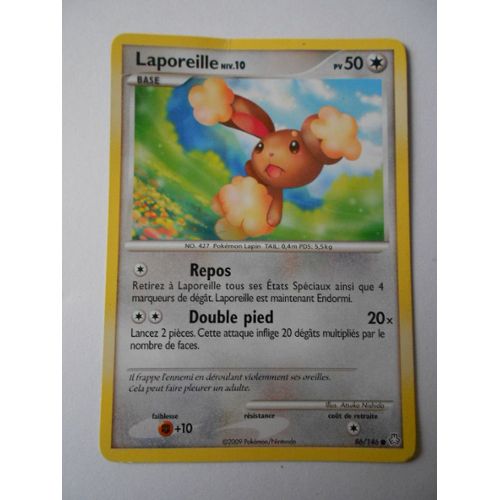 Laporeille NIV.10 PV 50
BASE
NO. 427 Pokémon Lapin TAIL: 0,4m PDS: 5,5kg
Repos
Retirez à Laporeille tous ses États Spéciaux ainsi que 4
marqueurs de dégât. Laporeille est maintenant Endormi.
Double pied 20×
Lancez 2 pièces. Cette attaque inflige 20 dégâts multipliés par le
nombre de faces.
Il frappe l'ennemi en déroulant violemment ses oreilles.
Cela peut faire pleurer un adulte.
Illus. Atsuko Nishida
faiblesse résistance coût de retraite
+10
©2009 Pokémon/Nintendo 86/146